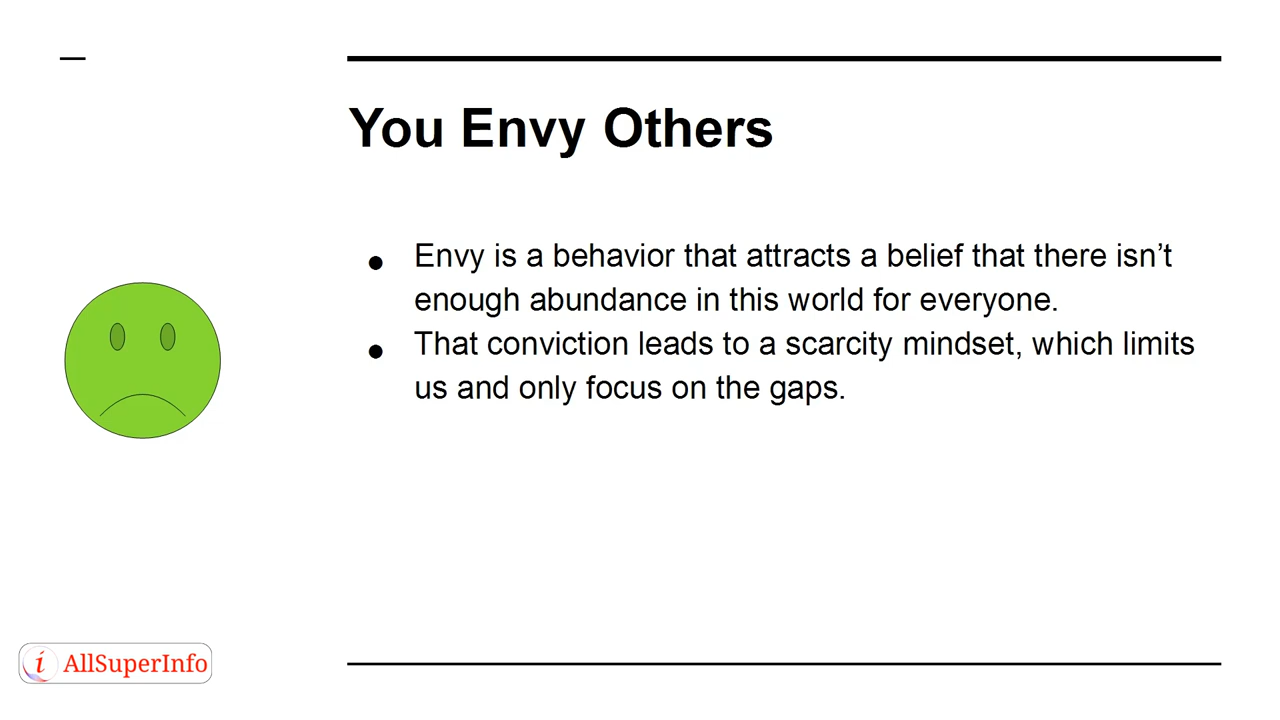 You Envy Others
● Envy is a behavior that attracts a belief that there isn’t
enough abundance in this world for everyone.
● That conviction leads to a scarcity mindset, which limits
us and only focus on the gaps.
i AllSuperInfo